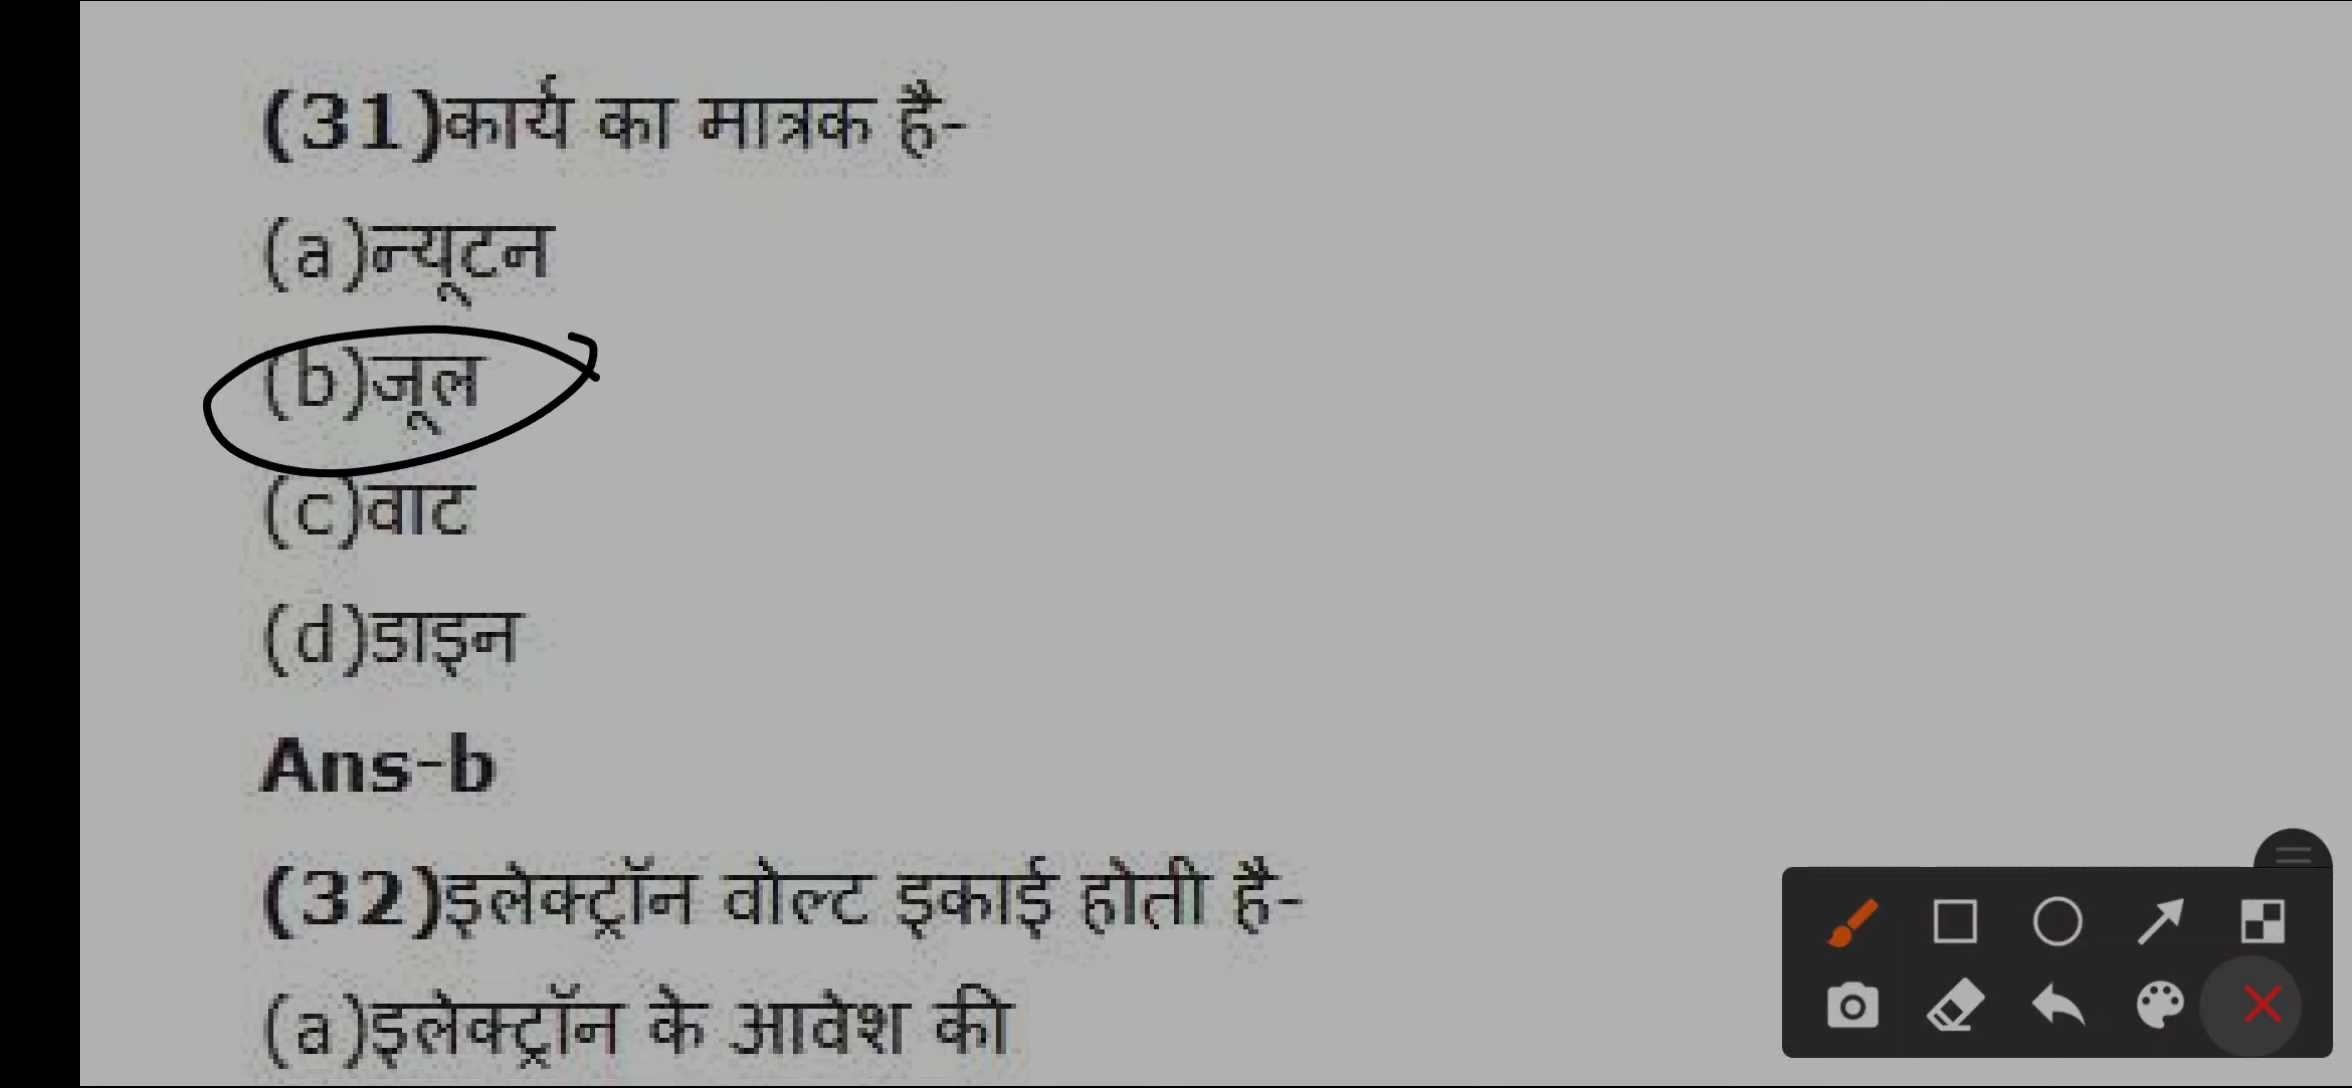 (31)कार्य का मात्रक है-
(a)न्यूटन
(b)जूल
(c)वाट
(d)डाइन
Ans-b
(32)इलेक्ट्रॉन वोल्ट इकाई होती है-
(a)इलेक्ट्रॉन के आवेश की